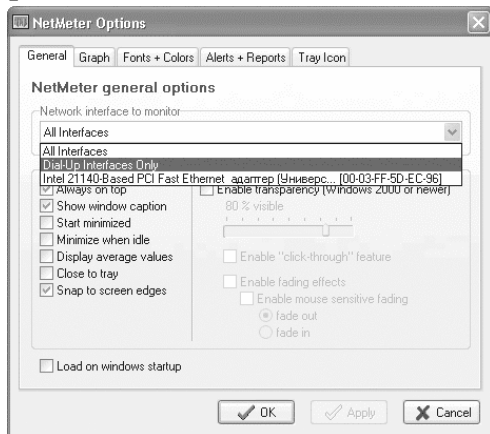 NetMeter Options
General Graph Fonts + Colors Alerts + Reports Tray Icon
NetMeter general options
Network interface to monitor
All Interfaces
All Interfaces
Dial-Up Interfaces Only
Intel 21140-Based PCI Fast Ethernet адаптер (Универс... [00-03-FF-5D-EC-96]
Always on top
Show window caption
Start minimized
Minimize when idle
Display average values
Close to tray
Snap to screen edges
Enable transparency (Windows 2000 or newer)
80 % visible
Enable "click-through" feature
Enable fading effects
Enable mouse sensitive fading
fade out
fade in
Load on windows startup
OK Apply Cancel